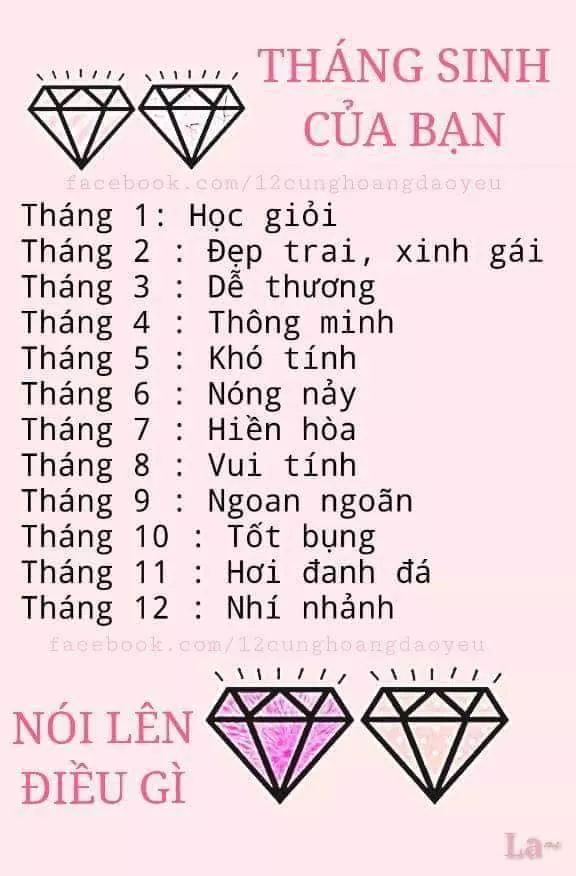 THÁNG SINH
CỦA BẠN
facebook.com/12cunghoangdaoyeu
Tháng 1: Học giỏi
Tháng 2 : Đẹp trai, xinh gái
Tháng 3 : Dễ thương
Tháng 4 : Thông minh
Tháng 5 : Khó tính
Tháng 6 : Nóng nảy
Tháng 7 : Hiền hòa
Tháng 8 : Vui tính
Tháng 9 : Ngoan ngoãn
Tháng 10 : Tốt bụng
Tháng 11 : Hơi đanh đá
Tháng 12 : Nhí nhảnh
facebook.com/12cunghoangdaoyeu
NÓI LÊN
ĐIỀU GÌ
La~